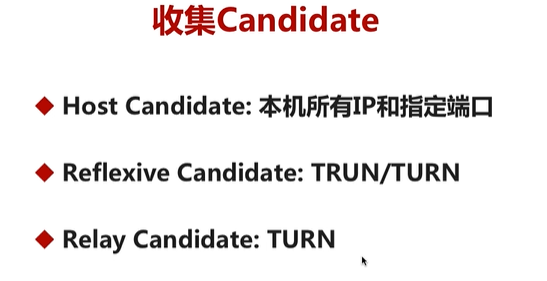 收集Candidate
Host Candidate: 本机所有IP和指定端口
Reflexive Candidate: TRUN/TURN
Relay Candidate: TURN